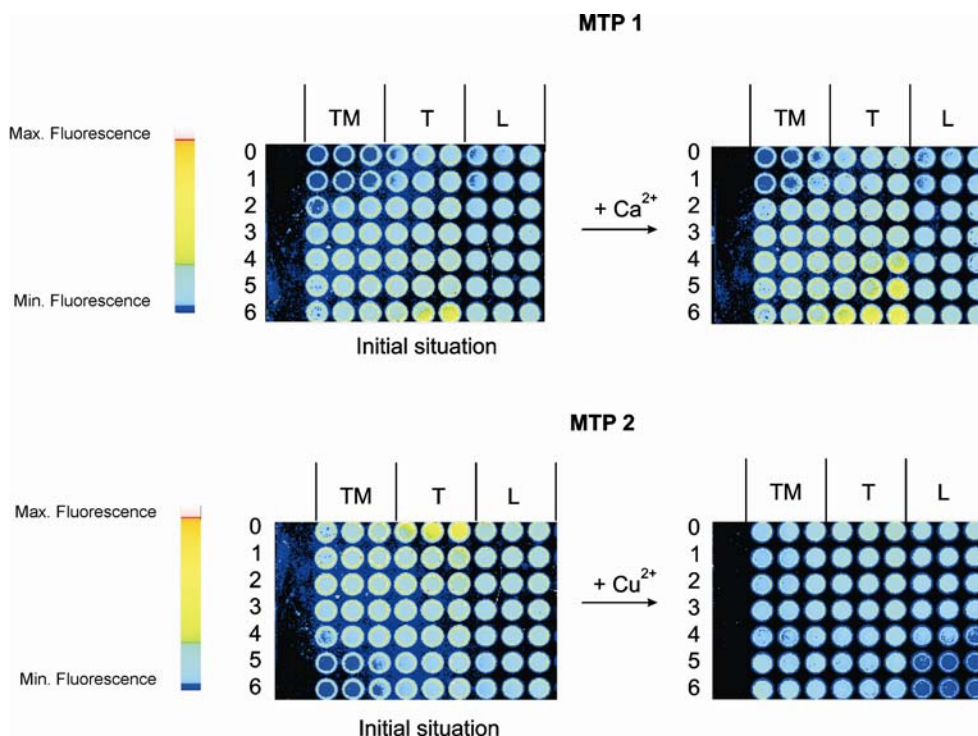 MTP 1
TM T L TM T L
Max. Fluorescence
Min. Fluorescence
0 0
1 1
2 2
3 3
4 4
5 5
6 6
+ Ca²⁺
Initial situation
MTP 2
TM T L TM T L
Max. Fluorescence
Min. Fluorescence
0 0
1 1
2 2
3 3
4 4
5 5
6 6
+ Cu²⁺
Initial situation